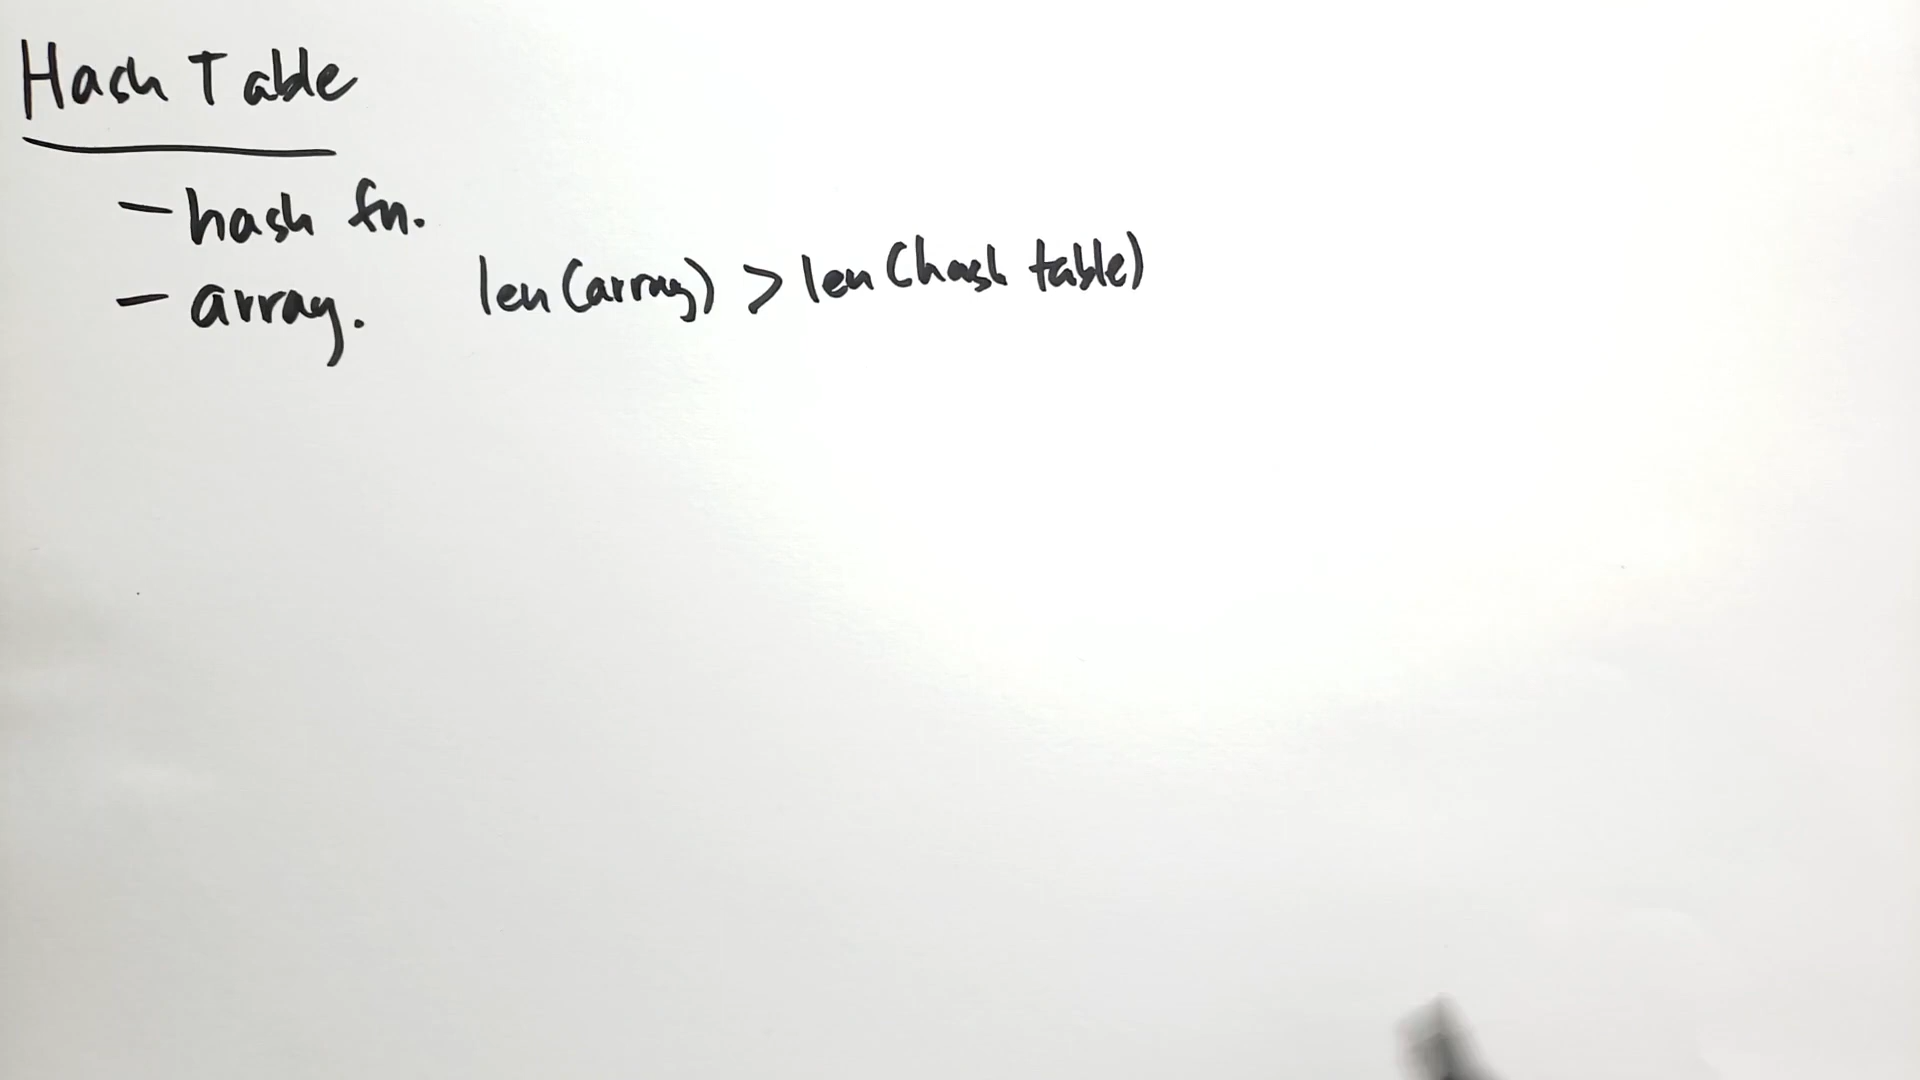 Hash Table
- hash fn.
- array. len(array) > len(hash table)